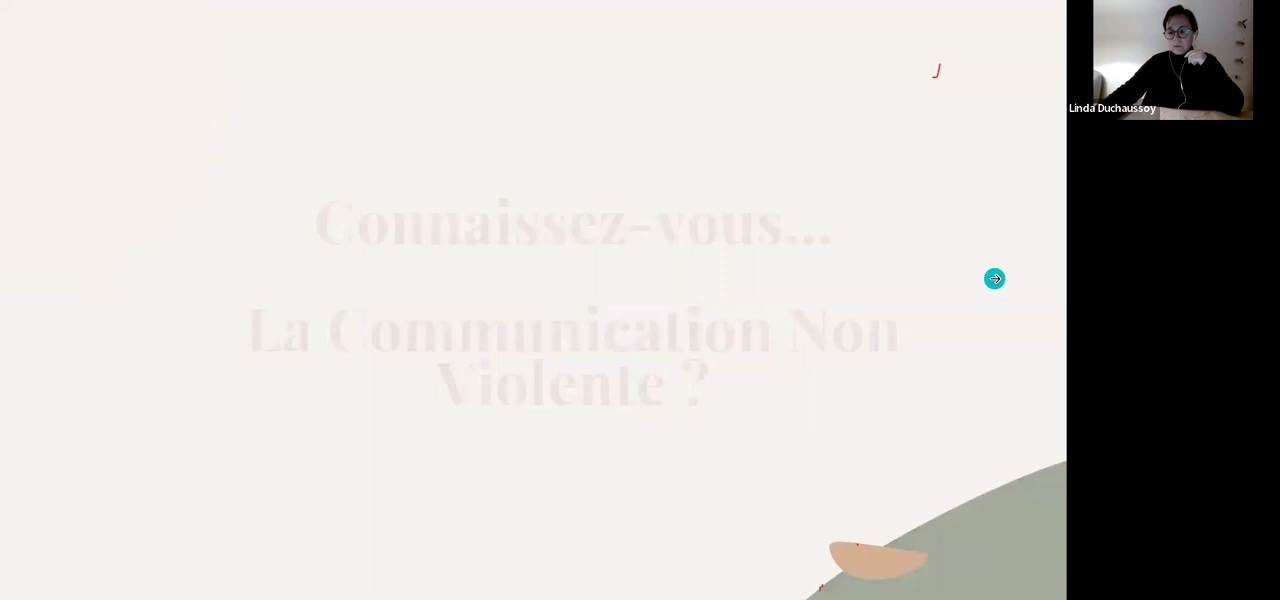 Connaissez-vous...
La Communication Non
Violente ?
Linda Duchaussoy